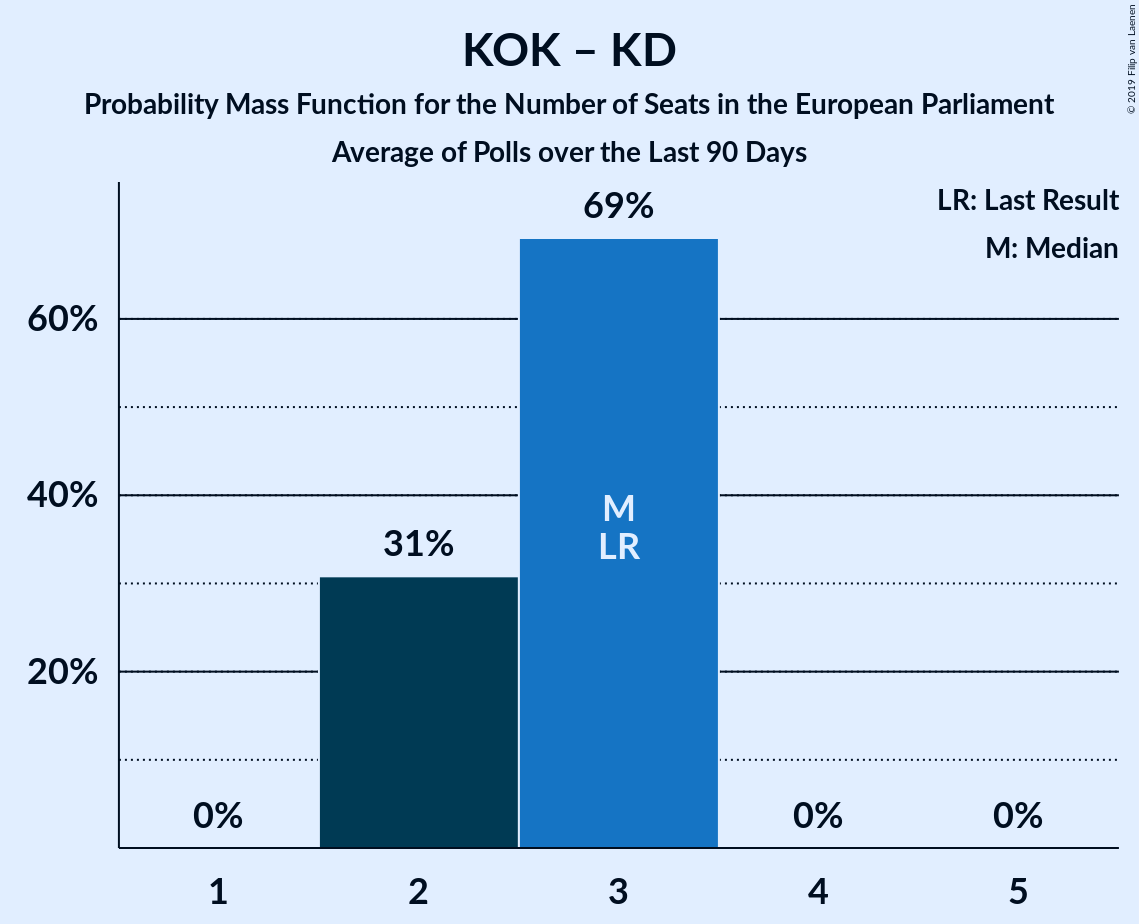 KOK – KD
Probability Mass Function for the Number of Seats in the European Parliament
Average of Polls over the Last 90 Days
© 2019 Filip van Laenen
LR: Last Result
M: Median
69%
60%
M
LR
40%
31%
20%
0%
0%
0%
1
2
3
4
5